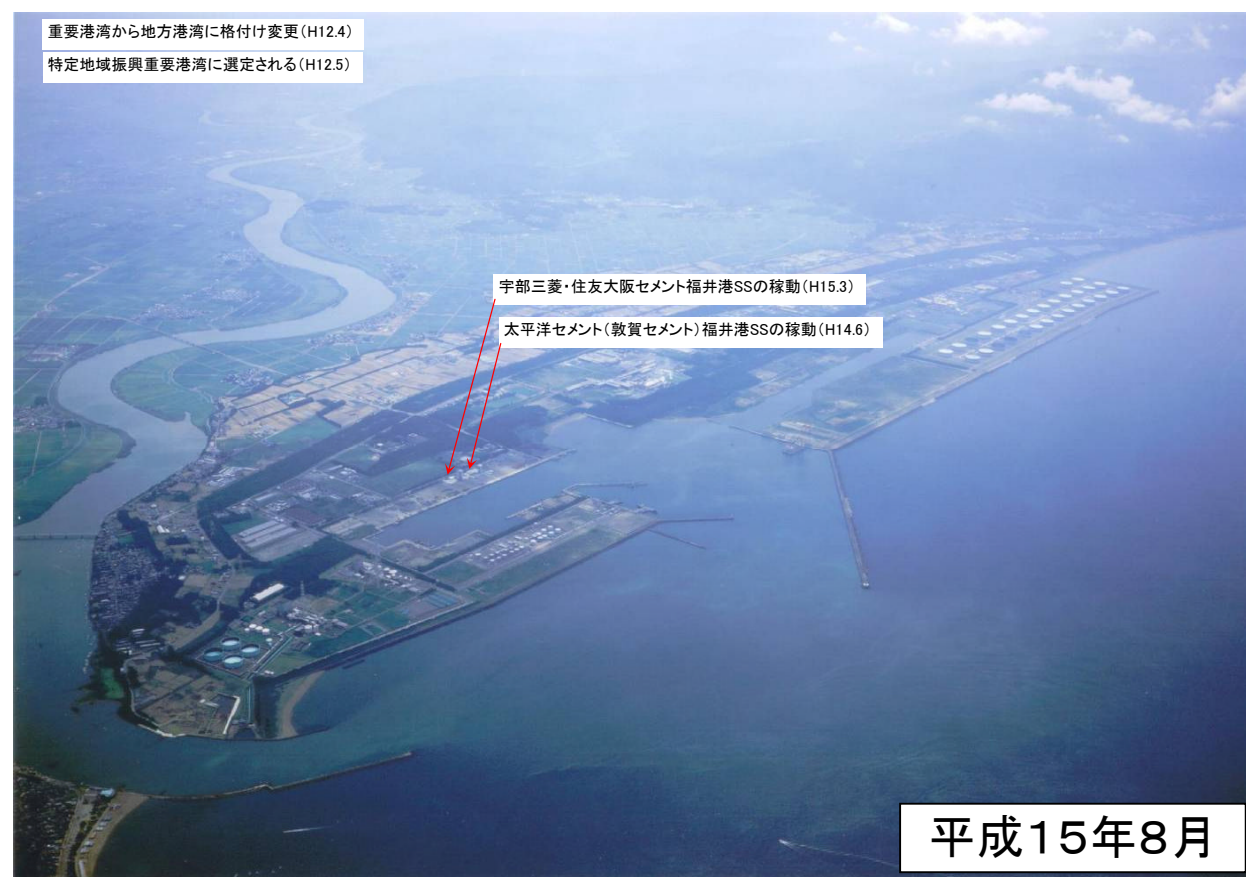 重要港湾から地方港湾に格付け変更(H12.4)
特定地域振興重要港湾に選定される(H12.5)
宇部三菱・住友大阪セメント福井港SSの稼動(H15.3)
太平洋セメント(敦賀セメント)福井港SSの稼動(H14.6)
平成15年8月